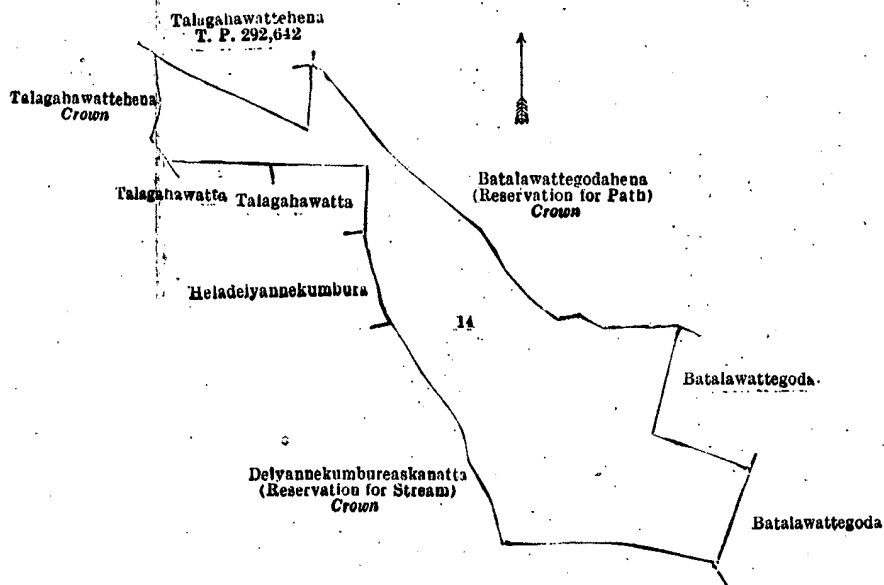 Talagahawattehena
T. P. 292,642
Talagahawattehena
Crown
Talagahawatta
Talagahawatta
Batalawattegodahena
(Reservation for Path)
Crown
Heladeiyannekumbura
14
Batalawattegoda
Deiyannekumbureaskanatta
(Reservation for Stream)
Crown
Batalawattegoda